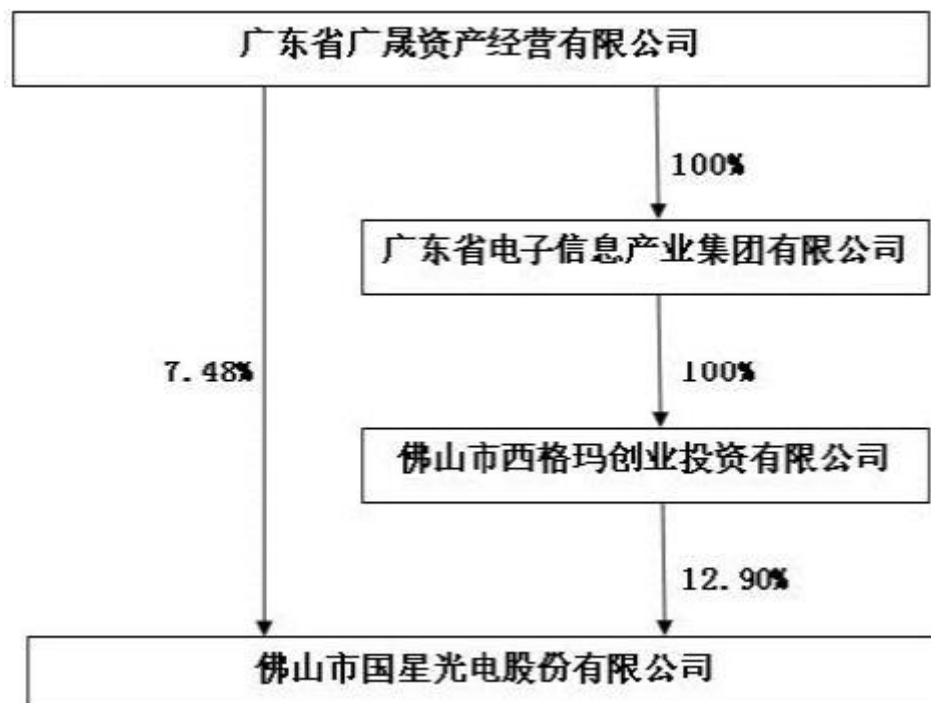 广东省广晟资产经营有限公司
100%
广东省电子信息产业集团有限公司
7.48%
100%
佛山市西格玛创业投资有限公司
12.90%
佛山市国星光电股份有限公司